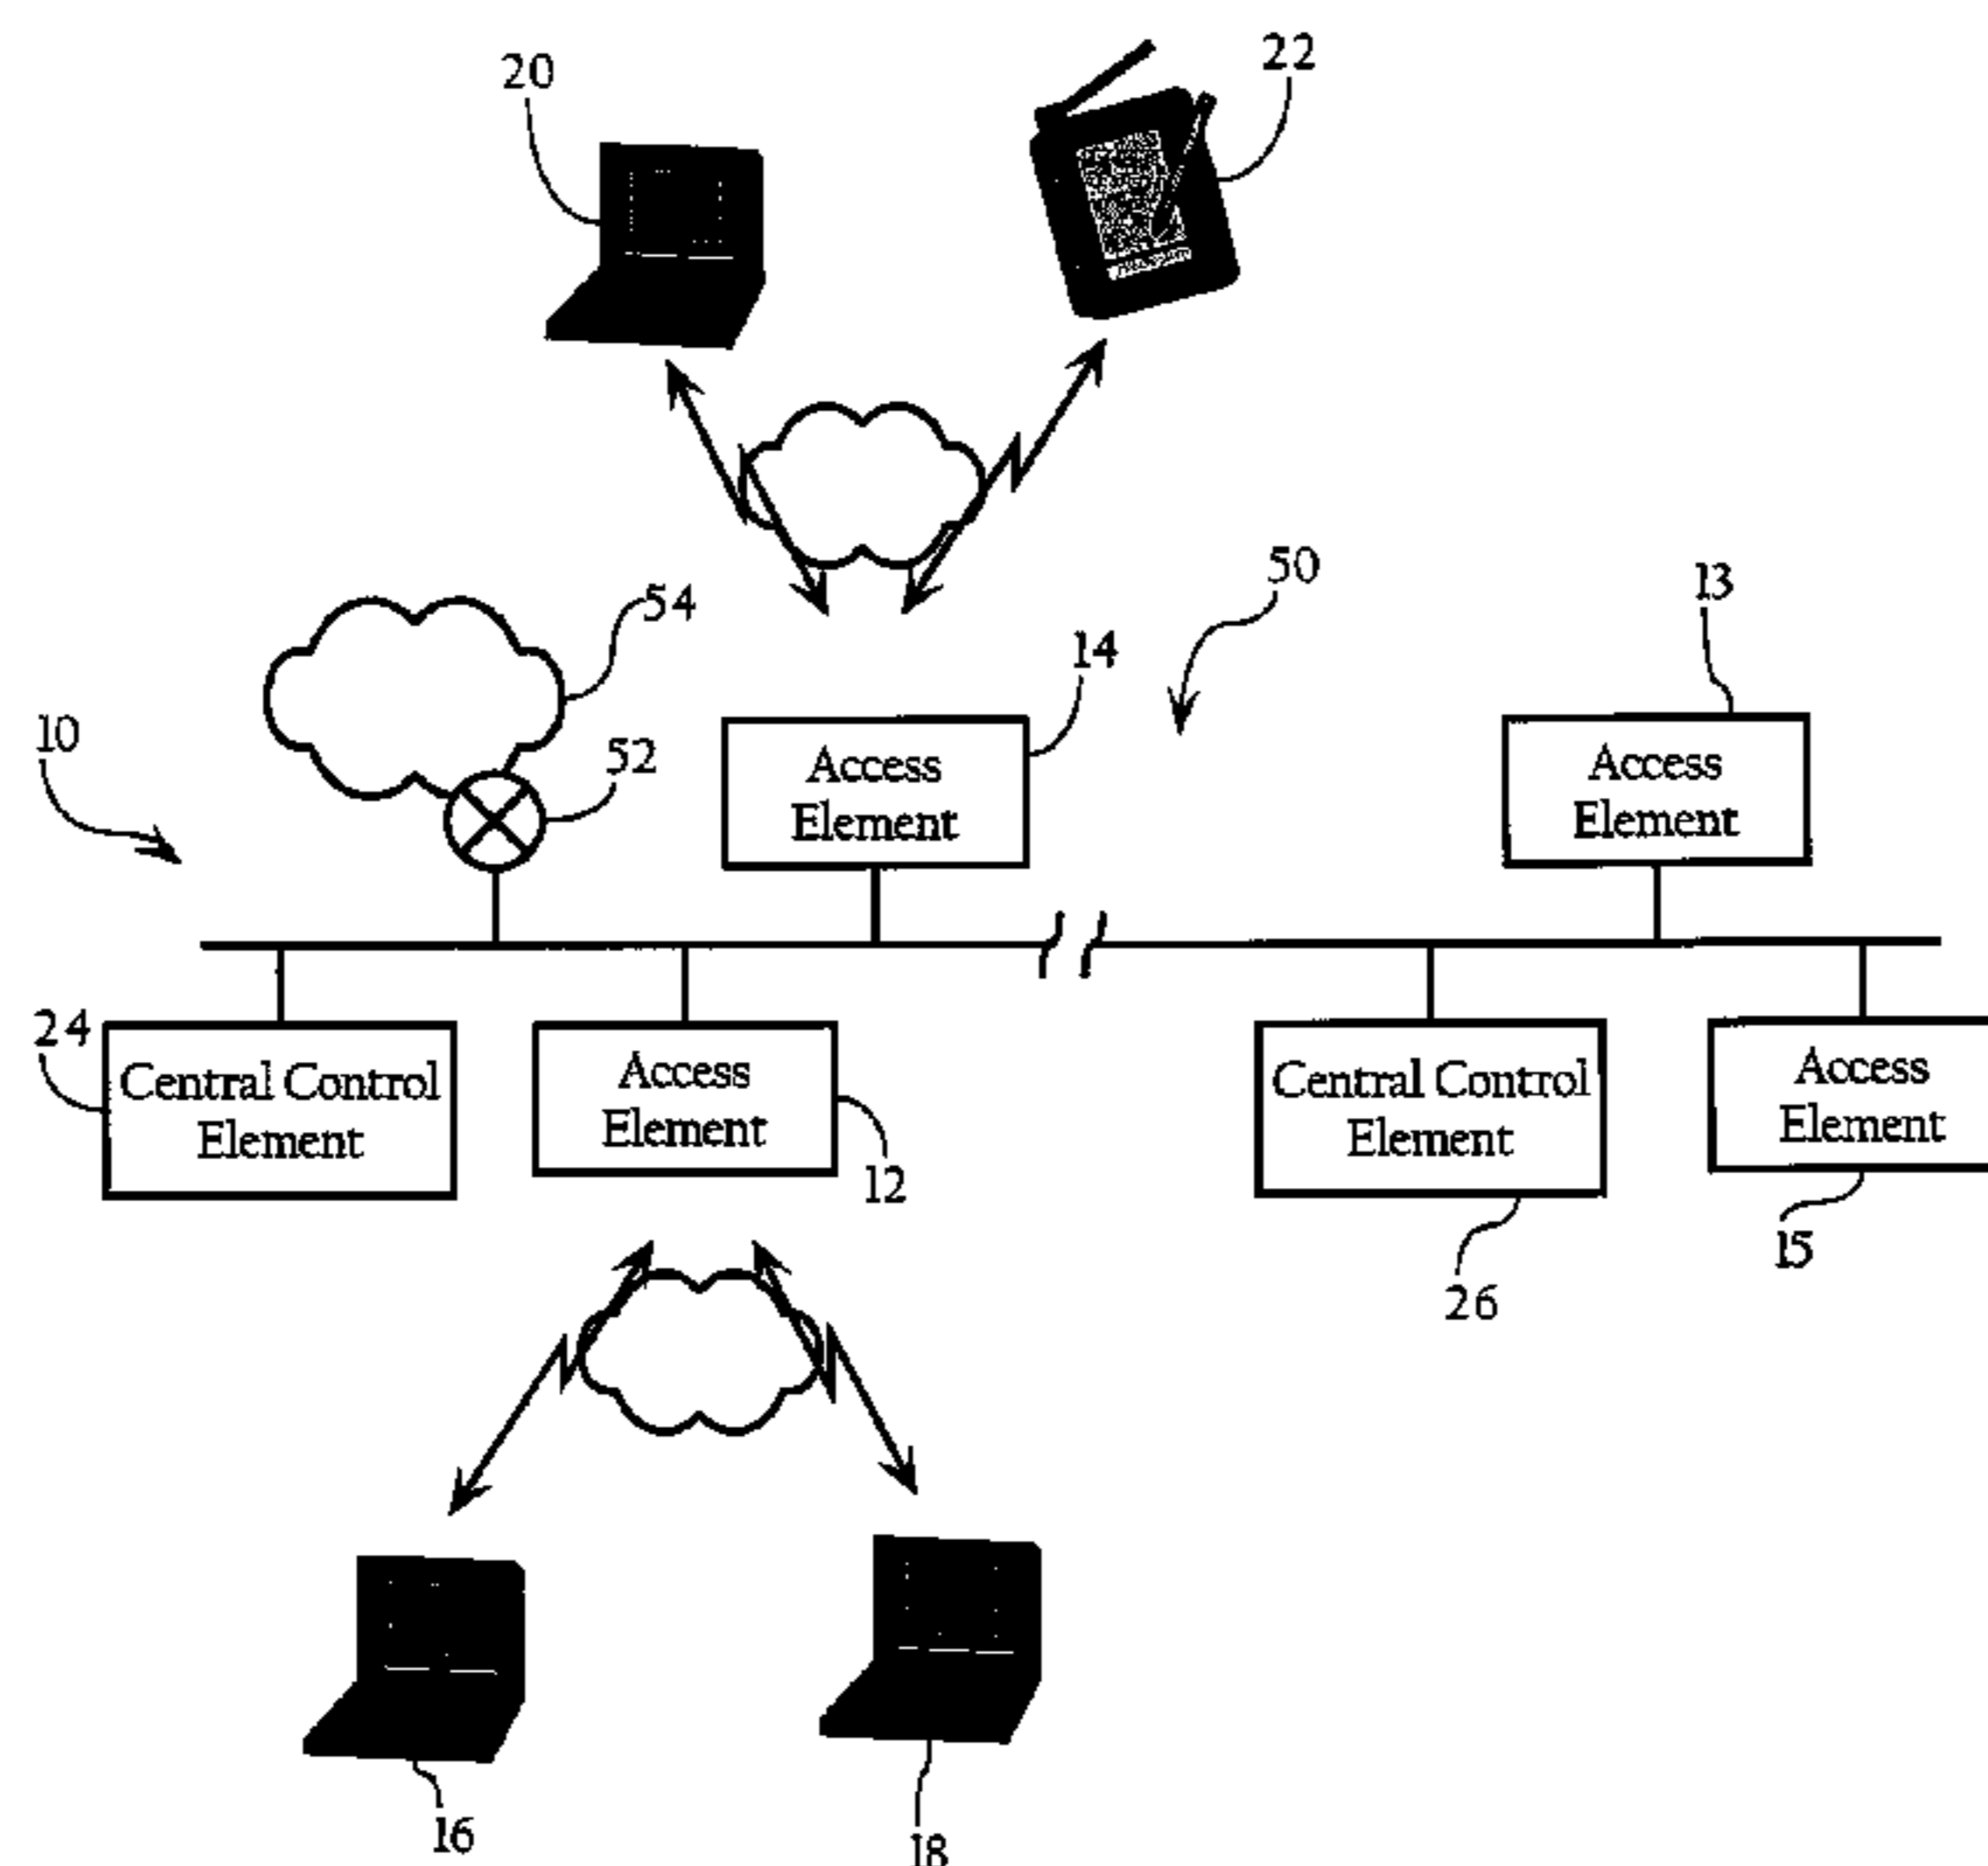 20
22
54
50
13
14
10
52
Access
Element
Access
Element
24
Central Control
Element
Access
Element
12
Central Control
Element
Access
Element
26
15
16
18